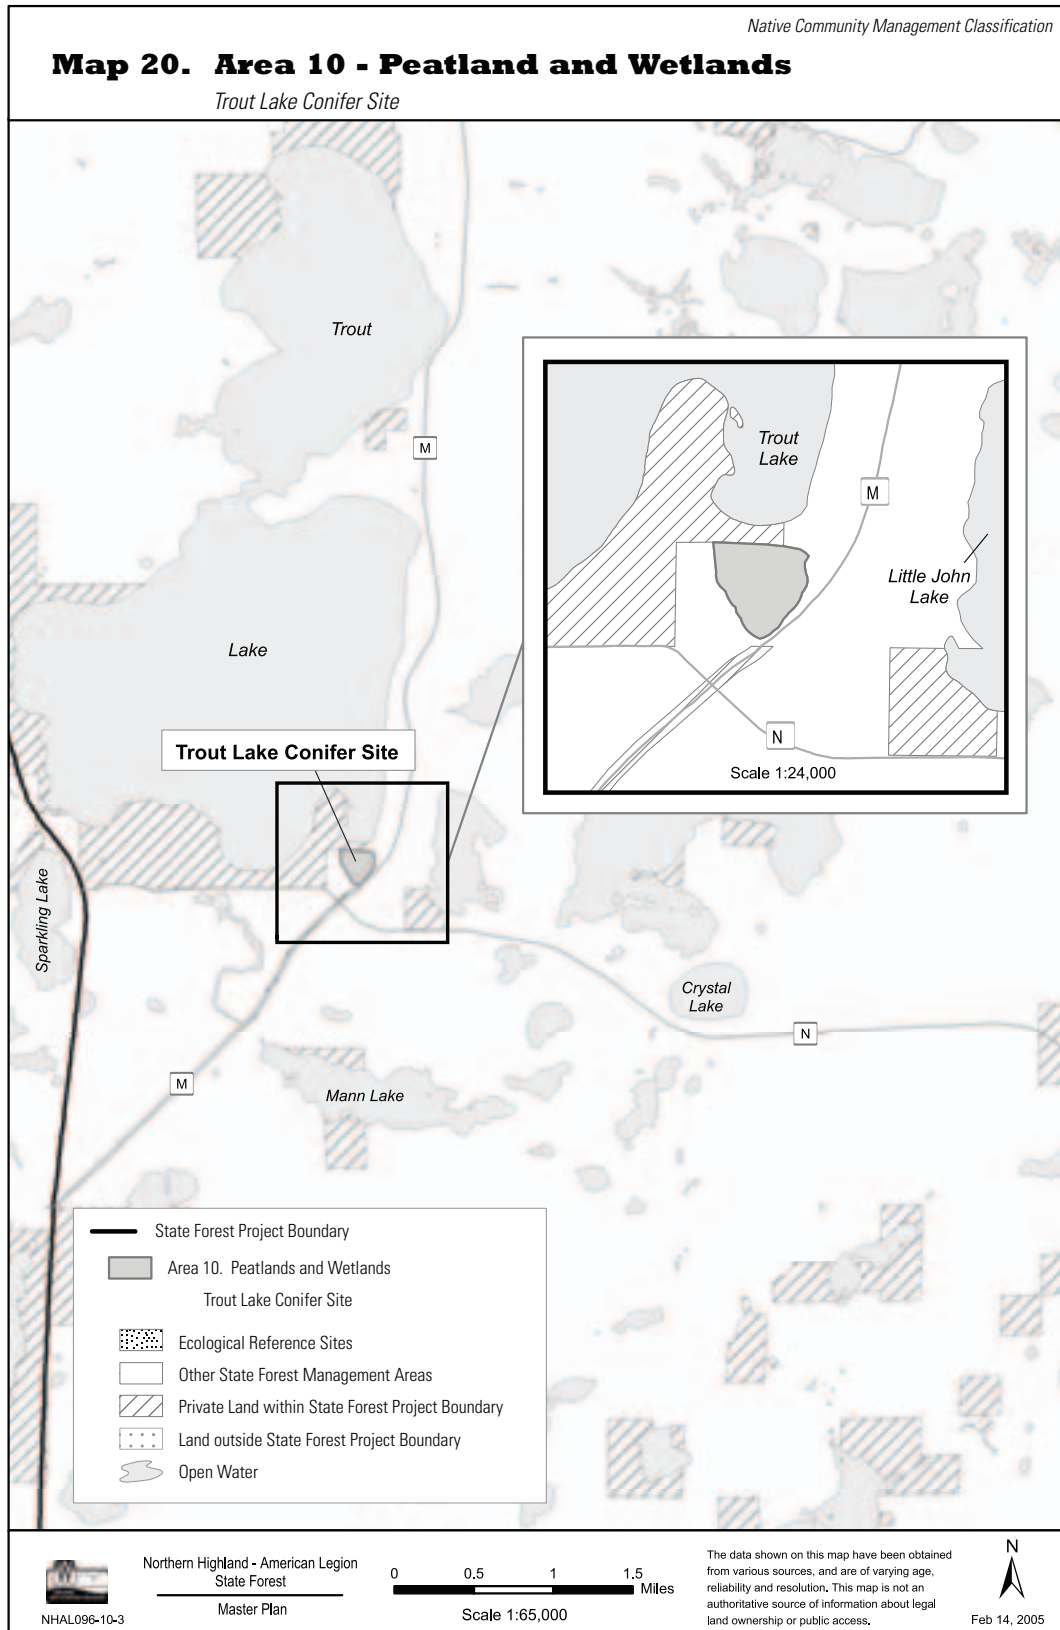 Native Community Management Classification
Map 20. Area 10 - Peatland and Wetlands
Trout Lake Conifer Site
Trout
M
Trout
Lake
M
Little John
Lake
N
Scale 1:24,000
Lake
Trout Lake Conifer Site
Sparkling Lake
Crystal
Lake
N
M
Mann Lake
State Forest Project Boundary
Area 10. Peatlands and Wetlands
Trout Lake Conifer Site
Ecological Reference Sites
Other State Forest Management Areas
Private Land within State Forest Project Boundary
Land outside State Forest Project Boundary
Open Water
NHAL096-10-3
Northern Highland - American Legion
State Forest
Master Plan
0 0.5 1 1.5
Miles
Scale 1:65,000
The data shown on this map have been obtained
from various sources, and are of varying age,
reliability and resolution. This map is not an
authoritative source of information about legal
land ownership or public access.
N
Feb 14, 2005